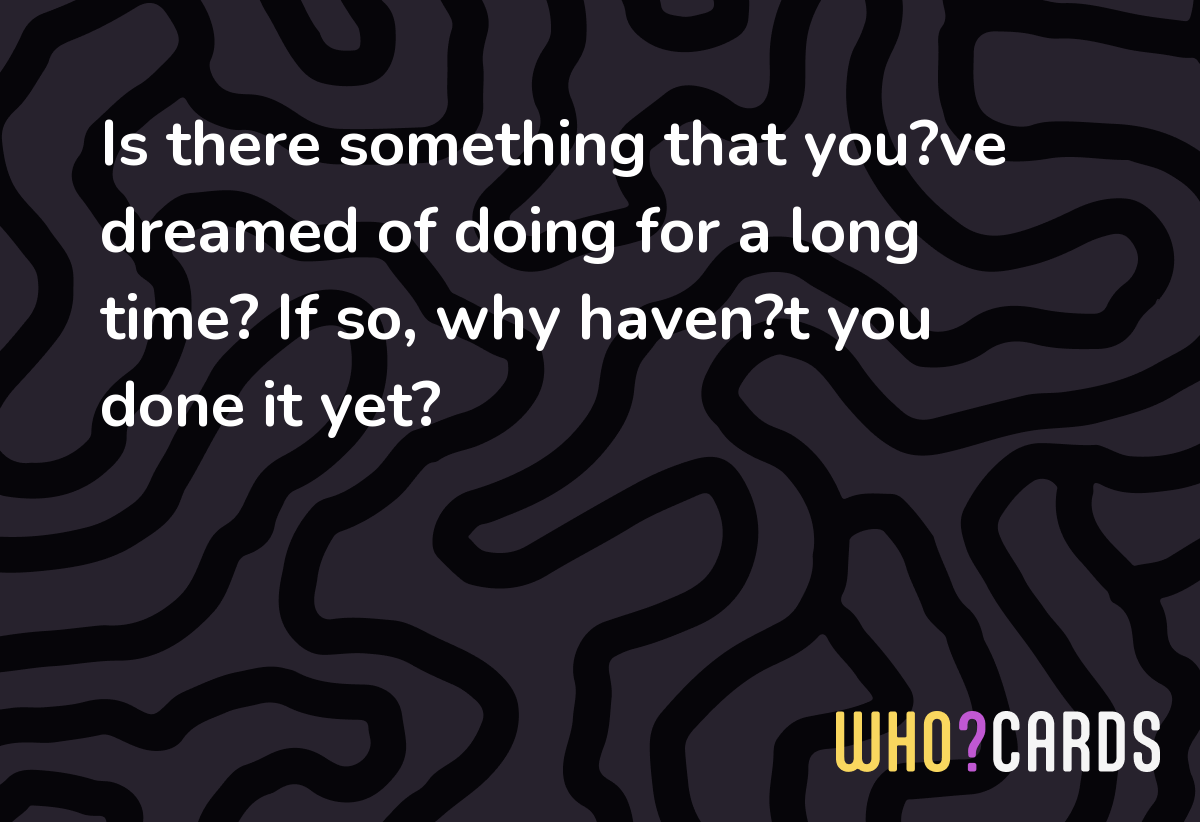 Is there something that you?ve
dreamed of doing for a long
time? If so, why haven?t you
done it yet?
WHO?CARDS